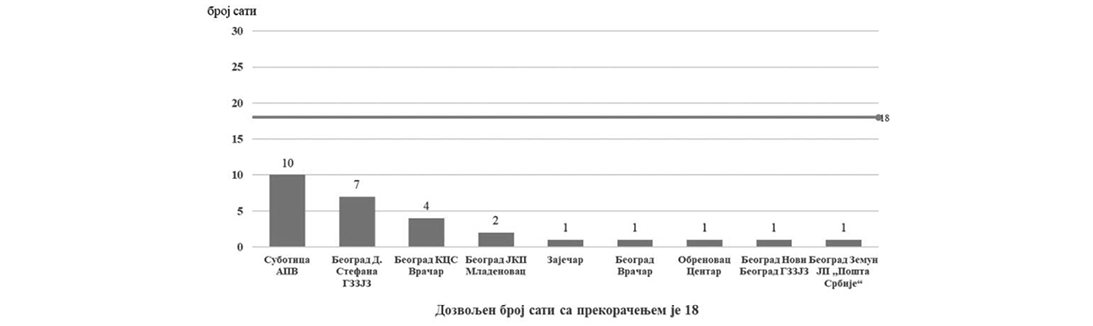 број сати
30
25
20
18
15
10
5
0
10
7
4
2
1
1
1
1
1
Суботица
АПВ
Београд Д.
Стефана
ГЗЗЈЗ
Београд КЦС
Врачар
Београд ЈКП
Младеновац
Зајечар
Београд
Врачар
Обреновац
Центар
Београд Нови
Београд ГЗЗЈЗ
Београд Земун
ЈП „Пошта
Србије“
Дозвољен број сати са прекорачењем је 18